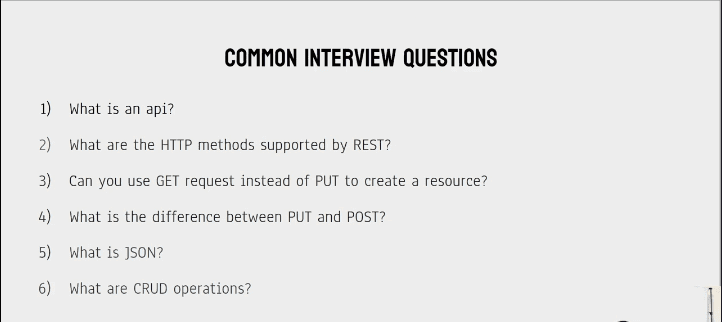 COMMON INTERVIEW QUESTIONS
1) What is an api?
2) What are the HTTP methods supported by REST?
3) Can you use GET request instead of PUT to create a resource?
4) What is the difference between PUT and POST?
5) What is JSON?
6) What are CRUD operations?